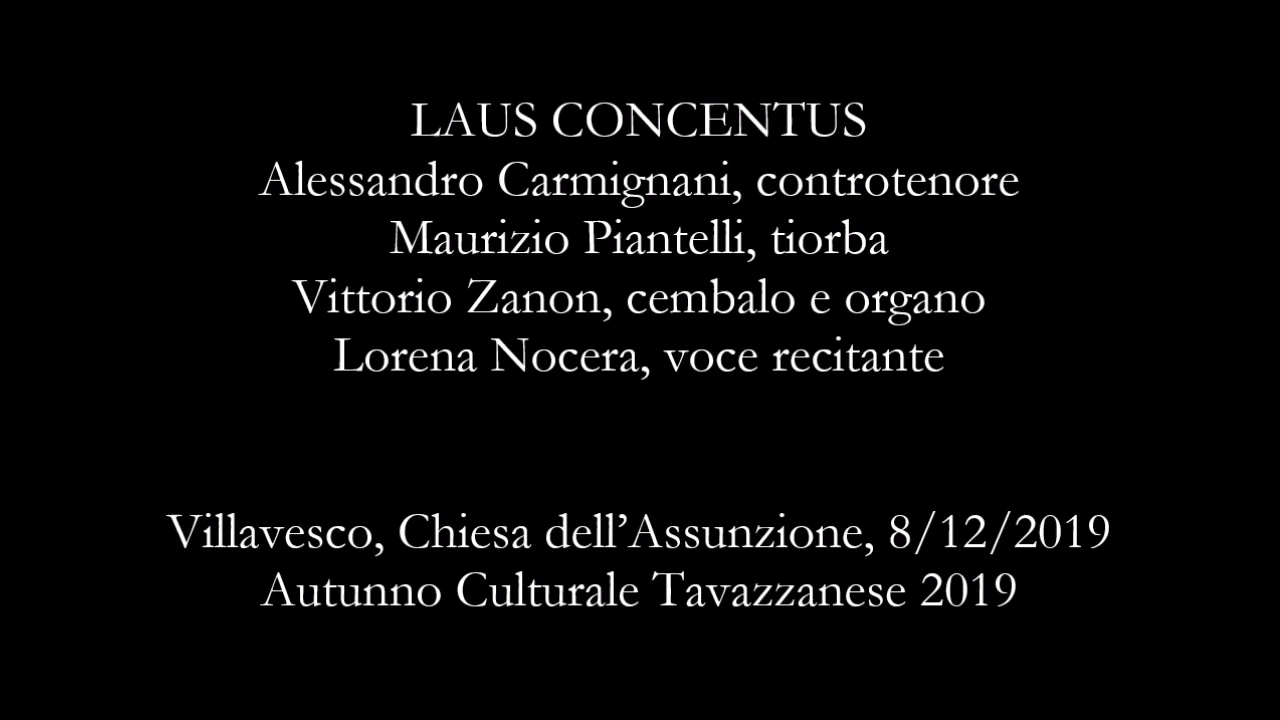 LAUS CONCENTUS
Alessandro Carmignani, controtenore
Maurizio Piantelli, tiorba
Vittorio Zanon, cembalo e organo
Lorena Nocera, voce recitante
Villavesco, Chiesa dell’Assunzione, 8/12/2019
Autunno Culturale Tavazzanese 2019